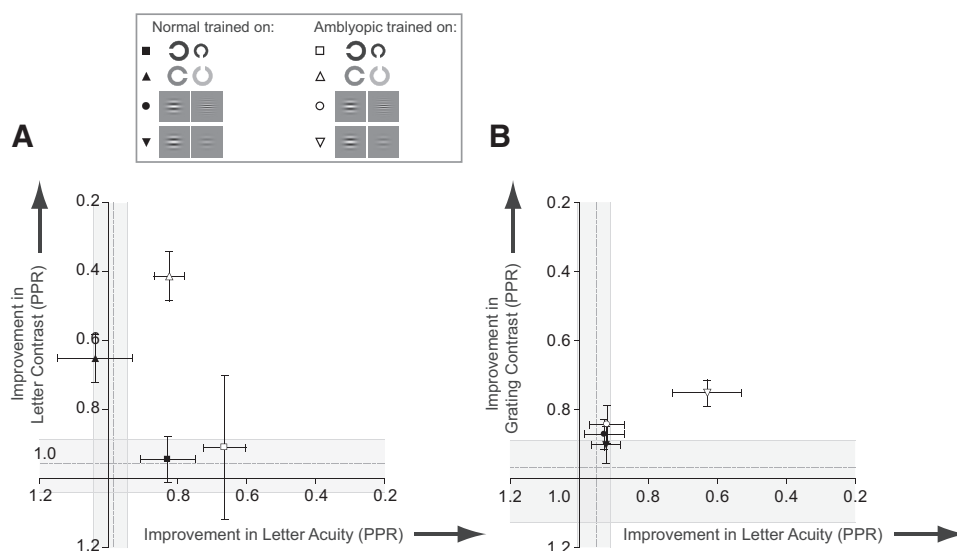 Normal trained on: Amblyopic trained on:
A
B
Improvement in
Letter Contrast (PPR)
0.2
0.4
0.6
0.8
1.0
1.2
1.2 0.8 0.6 0.4 0.2
Improvement in Letter Acuity (PPR)
Improvement in
Grating Contrast (PPR)
0.2
0.4
0.6
0.8
1.2 1.0 0.8 0.6 0.4 0.2
1.2
Improvement in Letter Acuity (PPR)